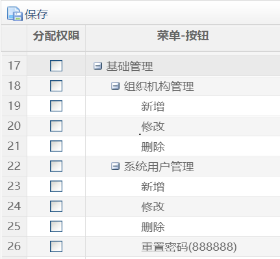 保存
分配权限 菜单-按钮
17 基础管理
18 组织机构管理
19 新增
20 修改
21 删除
22 系统用户管理
23 新增
24 修改
25 删除
26 重置密码(888888)